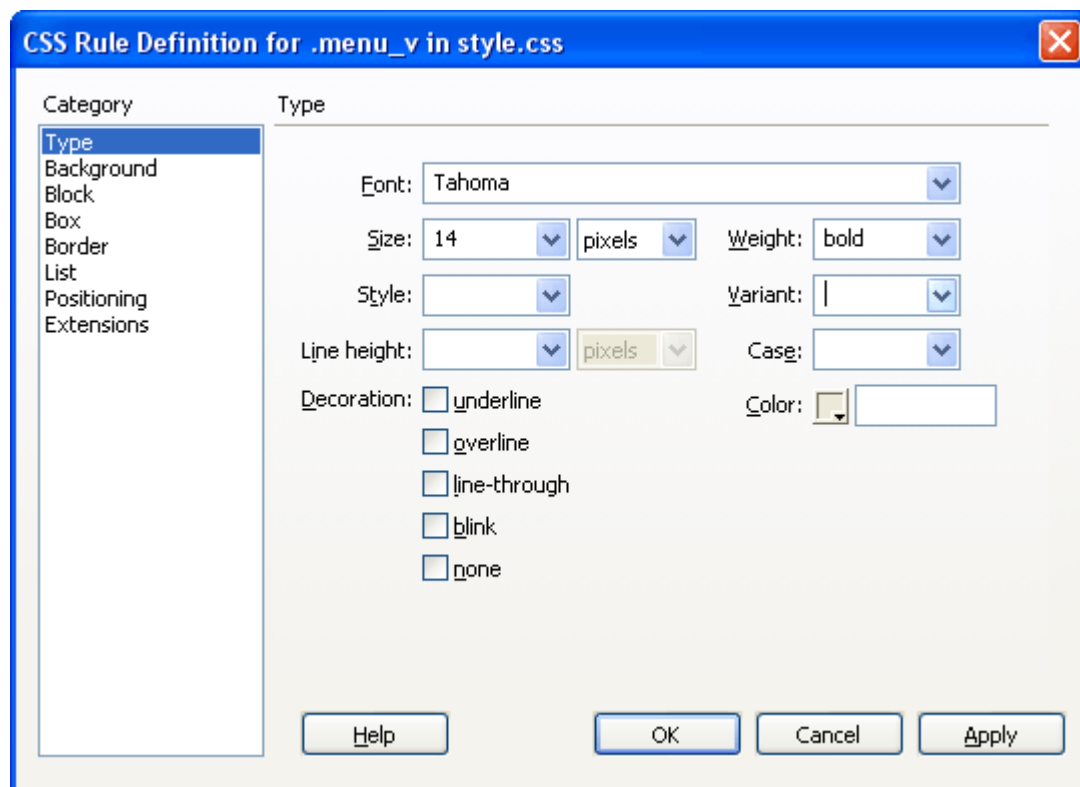 CSS Rule Definition for .menu_v in style.css
Category
Type
Background
Block
Box
Border
List
Positioning
Extensions
Type
Font: Tahoma
Size: 14 pixels Weight: bold
Style: Variant:
Line height: pixels Case:
Decoration: underline Color:
overline
line-through
blink
none
Help OK Cancel Apply